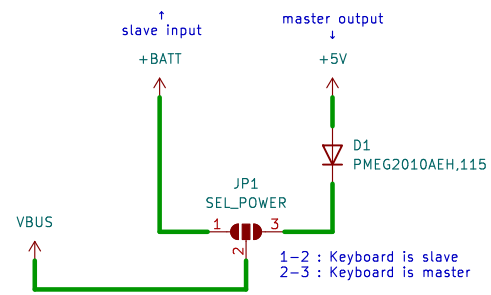 ↑
slave input
master output
↓
+BATT
+5V
D1
PMEG2010AEH,115
JP1
SEL_POWER
VBUS
1
3
2
1-2 : Keyboard is slave
2-3 : Keyboard is master